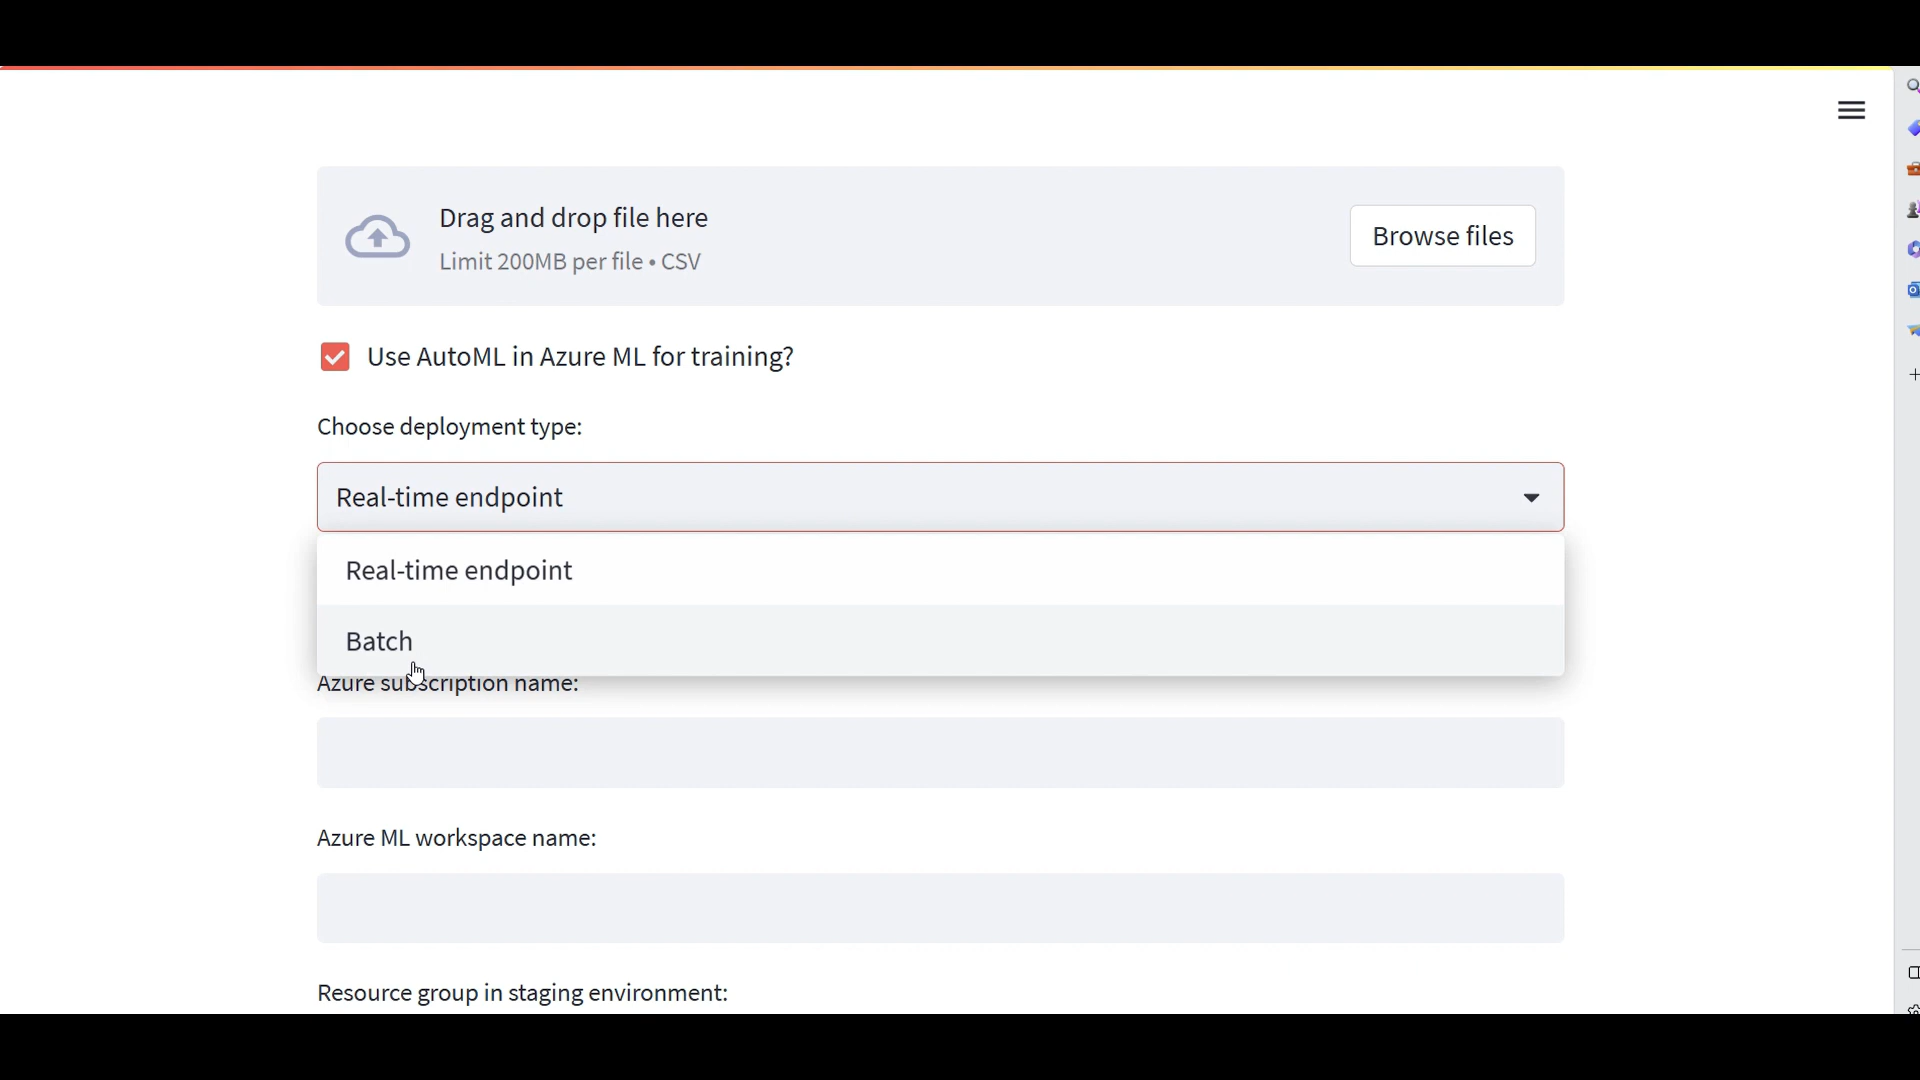 Drag and drop file here
Limit 200MB per file • CSV
Browse files
Use AutoML in Azure ML for training?
Choose deployment type:
Real-time endpoint
Real-time endpoint
Batch
Azure subscription name:
Azure ML workspace name:
Resource group in staging environment: